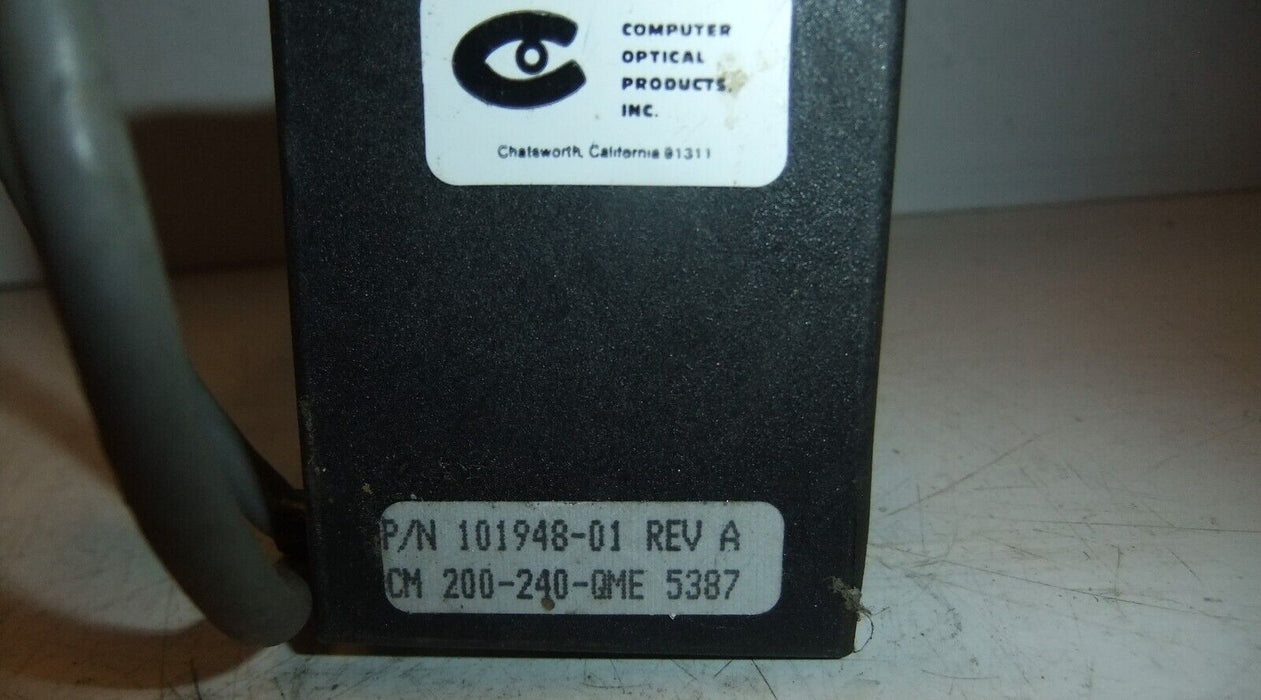 COMPUTER
OPTICAL
PRODUCTS,
INC.
Chatsworth, California 91311
P/N 101948-01 REV A
CM 200-240-QME 5387